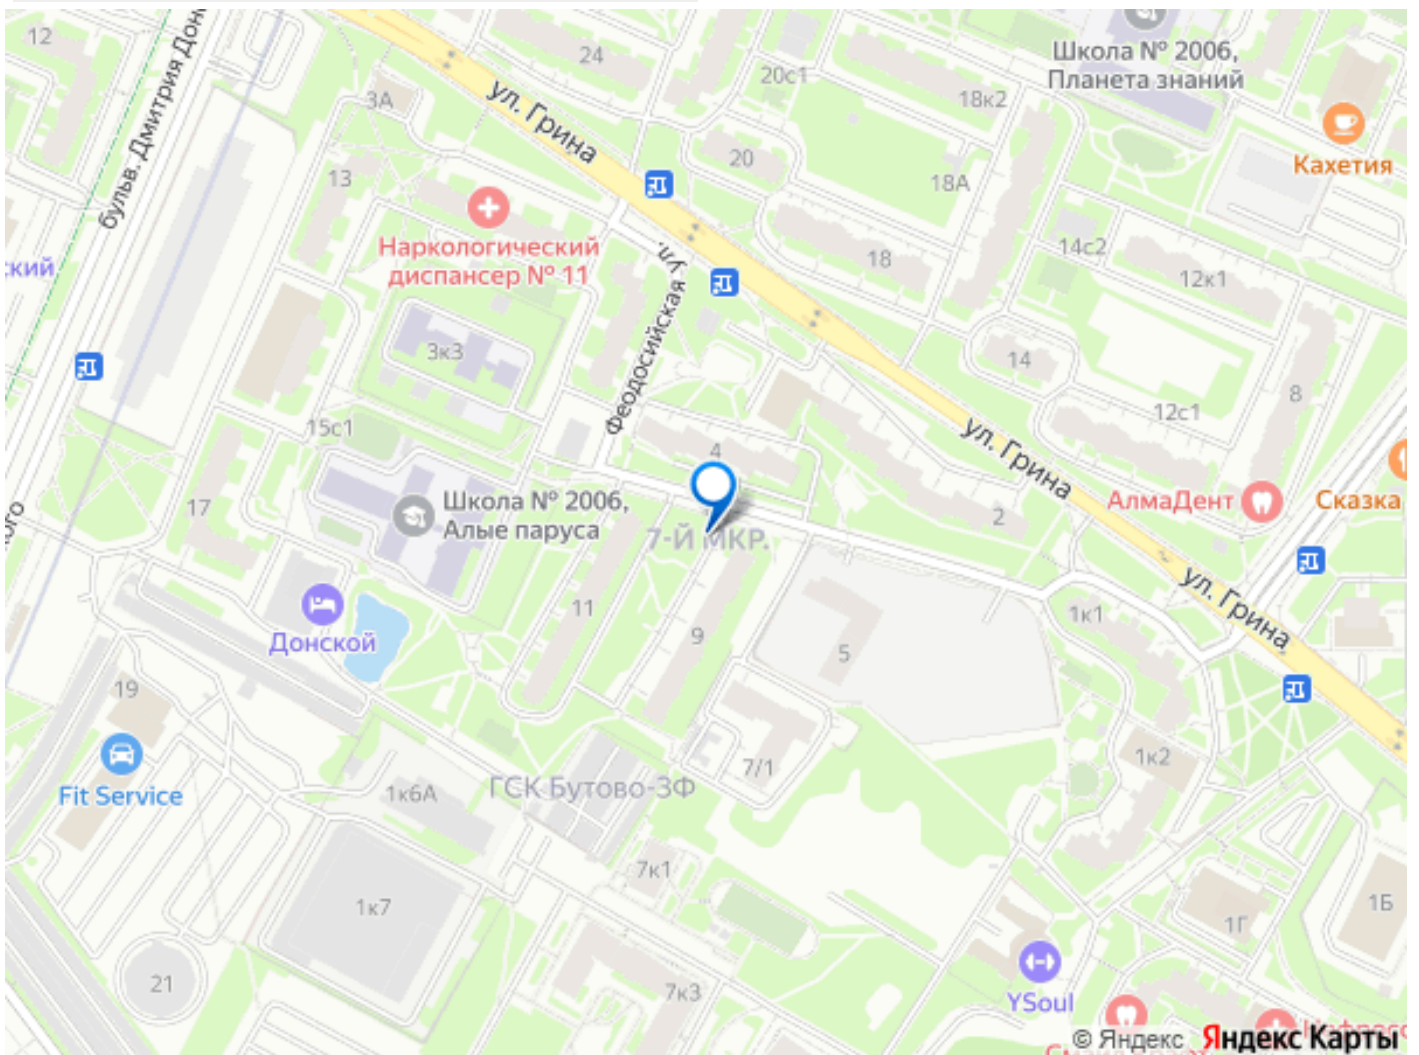 12
бульв. Дмитрия Дон
24
3А
ул. Грина
20с1
18к2
Школа № 2006,
Планета знаний
Кахетия
13
20
18А
Наркологический
диспансер № 11
Феодосийская ул.
18
14с2
12к1
ский
3к3
14
12с1
8
15с1
4
ул. Грина
17
Школа № 2006,
Алые паруса
7-Й МКР.
2
АлмаДент
Сказка
ого
Донской
11
9
5
1к1
ул. Грина
19
Fit Service
1к6А
ГСК Бутово-3Ф
7/1
1к2
7к1
1к7
1Г
1Б
21
7к3
YSoul
© Яндекс Яндекс Карты